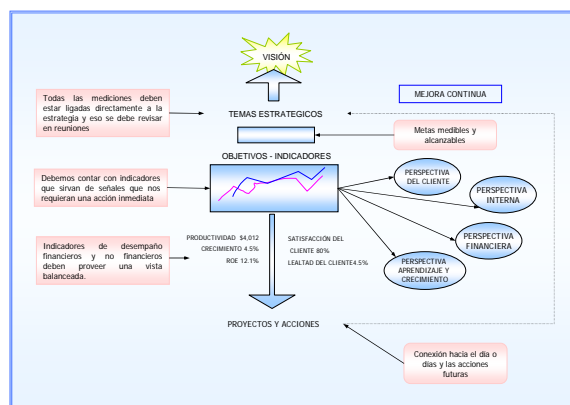 VISIÓN
MEJORA CONTINUA
Todas las mediciones deben
estar ligadas directamente a la
estrategia y eso se debe revisar
en reuniones
TEMAS ESTRATEGICOS
Metas medibles y
alcanzables
OBJETIVOS - INDICADORES
Debemos contar con indicadores
que sirvan de señales que nos
requieran una acción inmediata
PERSPECTIVA
DEL CLIENTE
PERSPECTIVA
INTERNA
PERSPECTIVA
FINANCIERA
PERSPECTIVA
APRENDIZAJE Y
CRECIMIENTO
Indicadores de desempaño
financieros y no financieros
deben proveer una vista
balanceada.
PRODUCTIVIDAD $4,012
CRECIMIENTO 4.5%
ROE 12.1%
SATISFACCIÓN DEL
CLIENTE 80%
LEALTAD DEL CLIENTE4.5%
PROYECTOS Y ACCIONES
Conexión hacia el día o
días y las acciones
futuras